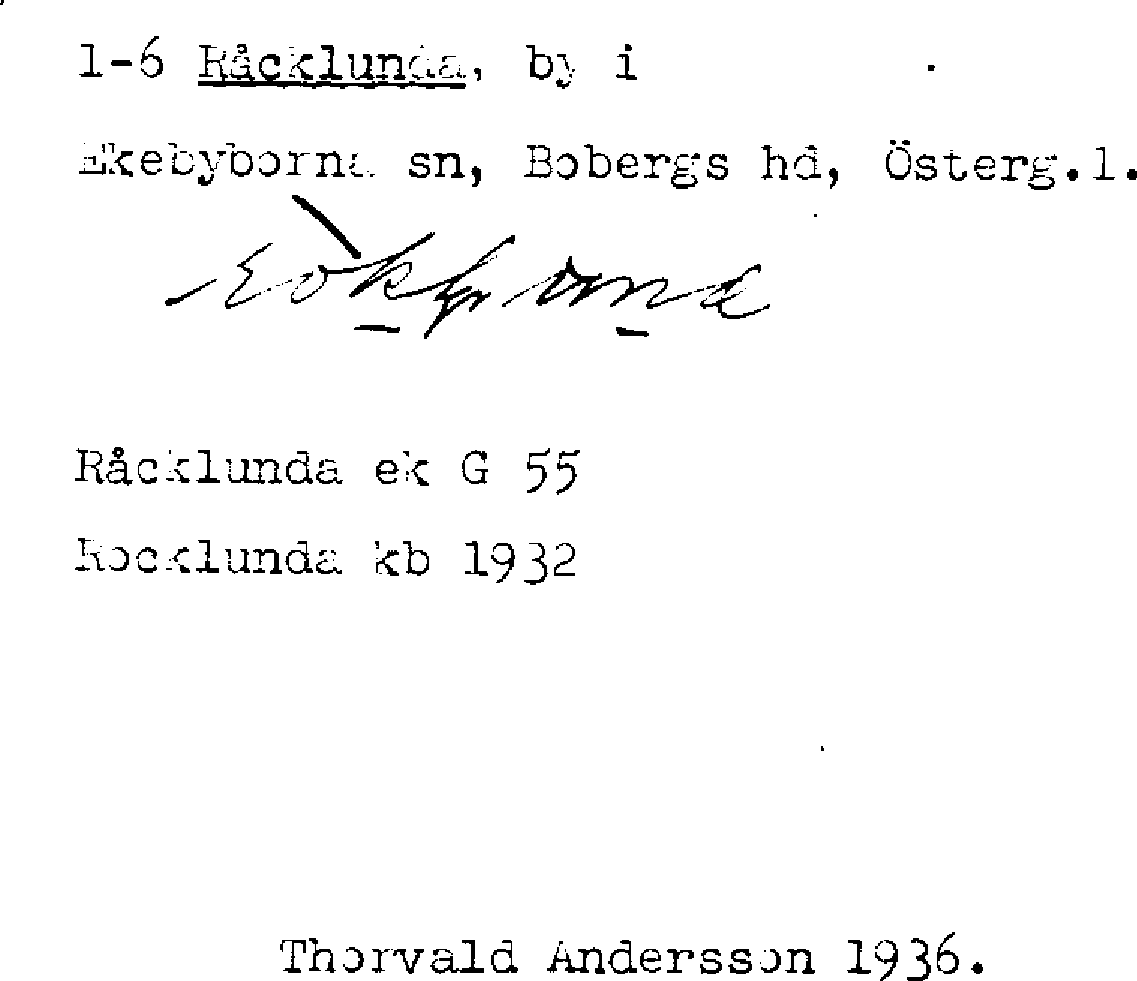 1-6 Råcklunda, by i
Ekebyborna sn, Bobergs hd, Österg.l.
Råcklunda ek G 55
Rocklunda kb 1932
Thorvald Andersson 1936.